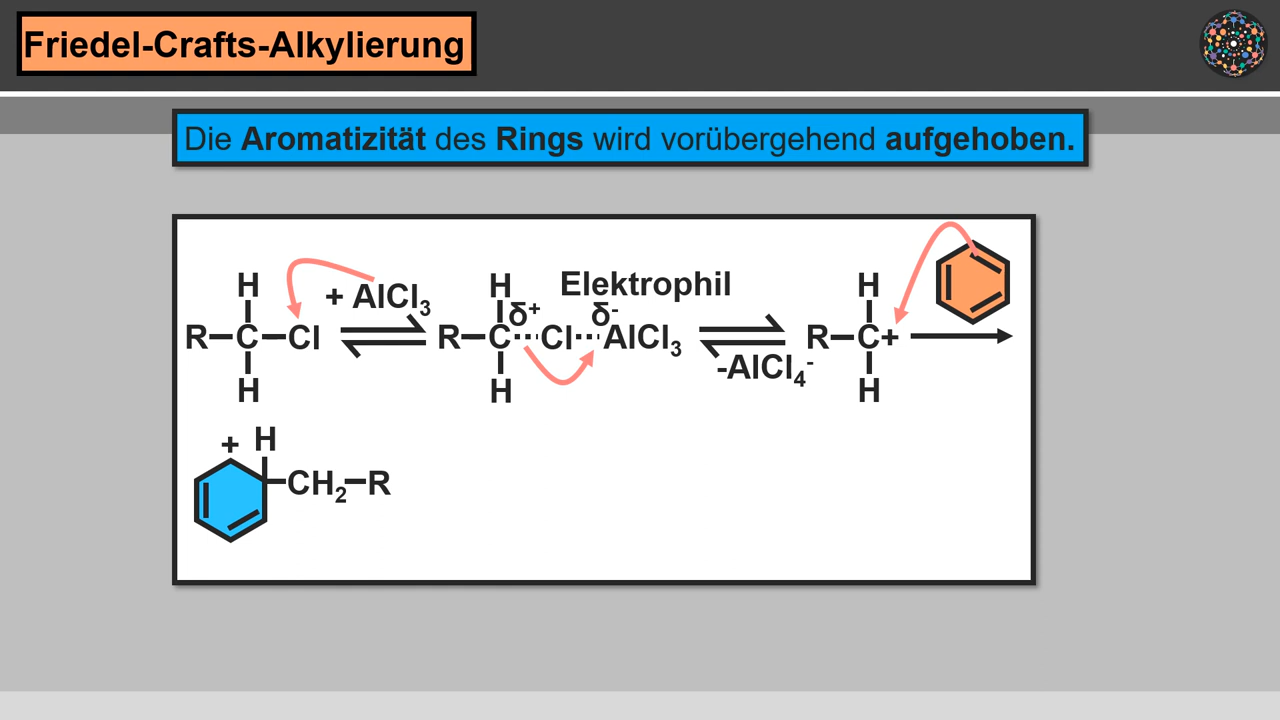 Friedel-Crafts-Alkylierung
Die Aromatizität des Rings wird vorübergehend aufgehoben.
H H Elektrophil H
+ AlCl₃ δ⁺ δ⁻
R–C–Cl R–C···Cl···AlCl₃ R–C+
-AlCl₄⁻
H H H
+ H
CH₂–R